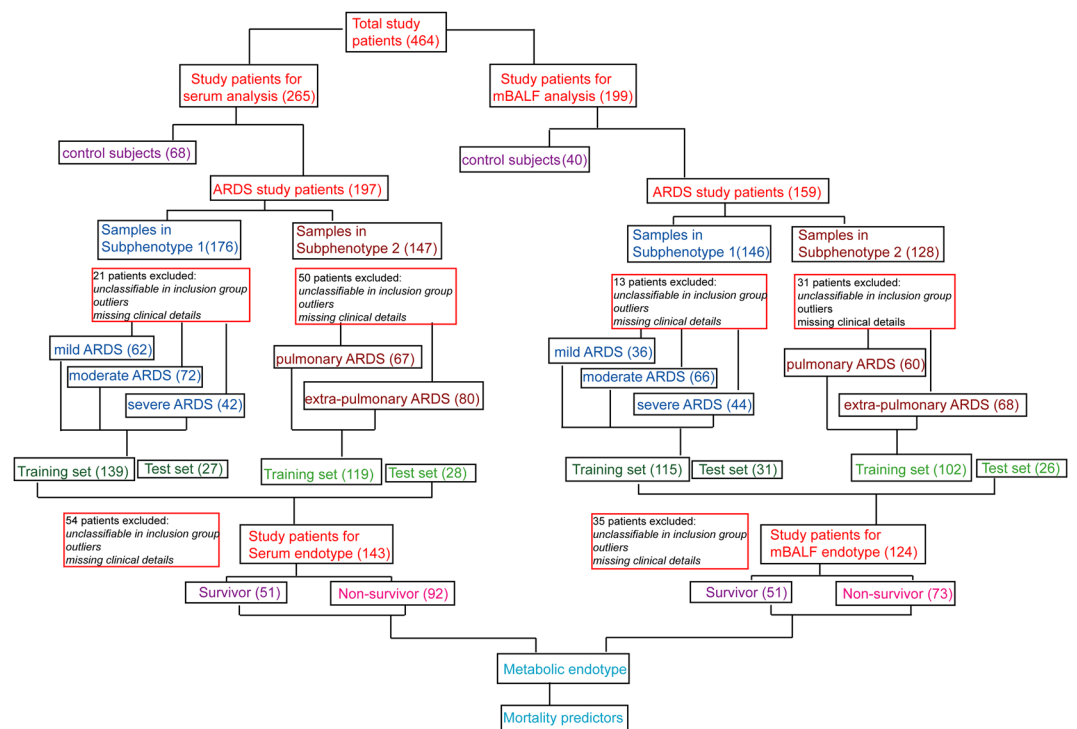 Total study
patients (464)
Study patients for
serum analysis (265)
Study patients for
mBALF analysis (199)
control subjects (68)
control subjects(40)
ARDS study patients (197)
ARDS study patients (159)
Samples in
Subphenotype 1(176)
Samples in
Subphenotype 2 (147)
Samples in
Subphenotype 1(146)
Samples in
Subphenotype 2 (128)
21 patients excluded:
unclassifiable in inclusion group
outliers
missing clinical details
50 patients excluded:
unclassifiable in inclusion group
outliers
missing clinical details
13 patients excluded:
unclassifiable in inclusion group
outliers
missing clinical details
31 patients excluded:
unclassifiable in inclusion group
outliers
missing clinical details
mild ARDS (62)
moderate ARDS (72)
severe ARDS (42)
pulmonary ARDS (67)
extra-pulmonary ARDS (80)
mild ARDS (36)
moderate ARDS (66)
severe ARDS (44)
pulmonary ARDS (60)
extra-pulmonary ARDS (68)
Training set (139)
Test set (27)
Training set (119)
Test set (28)
Training set (115)
Test set (31)
Training set (102)
Test set (26)
54 patients excluded:
unclassifiable in inclusion group
outliers
missing clinical details
Study patients for
Serum endotype (143)
35 patients excluded:
unclassifiable in inclusion group
outliers
missing clinical details
Study patients for
mBALF endotype (124)
Survivor (51)
Non-survivor (92)
Survivor (51)
Non-survivor (73)
Metabolic endotype
Mortality predictors